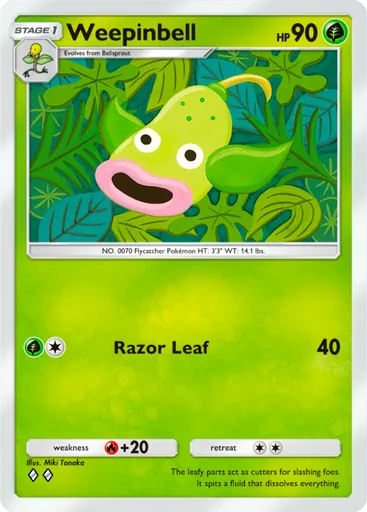 STAGE 1
Weepinbell
HP 90
Evolves from Bellsprout
NO. 0070 Flycatcher Pokémon HT: 3'3" WT: 14.1 lbs.
Razor Leaf 40
weakness +20 retreat
Illus. Miki Tanaka
The leafy parts act as cutters for slashing foes.
It spits a fluid that dissolves everything.